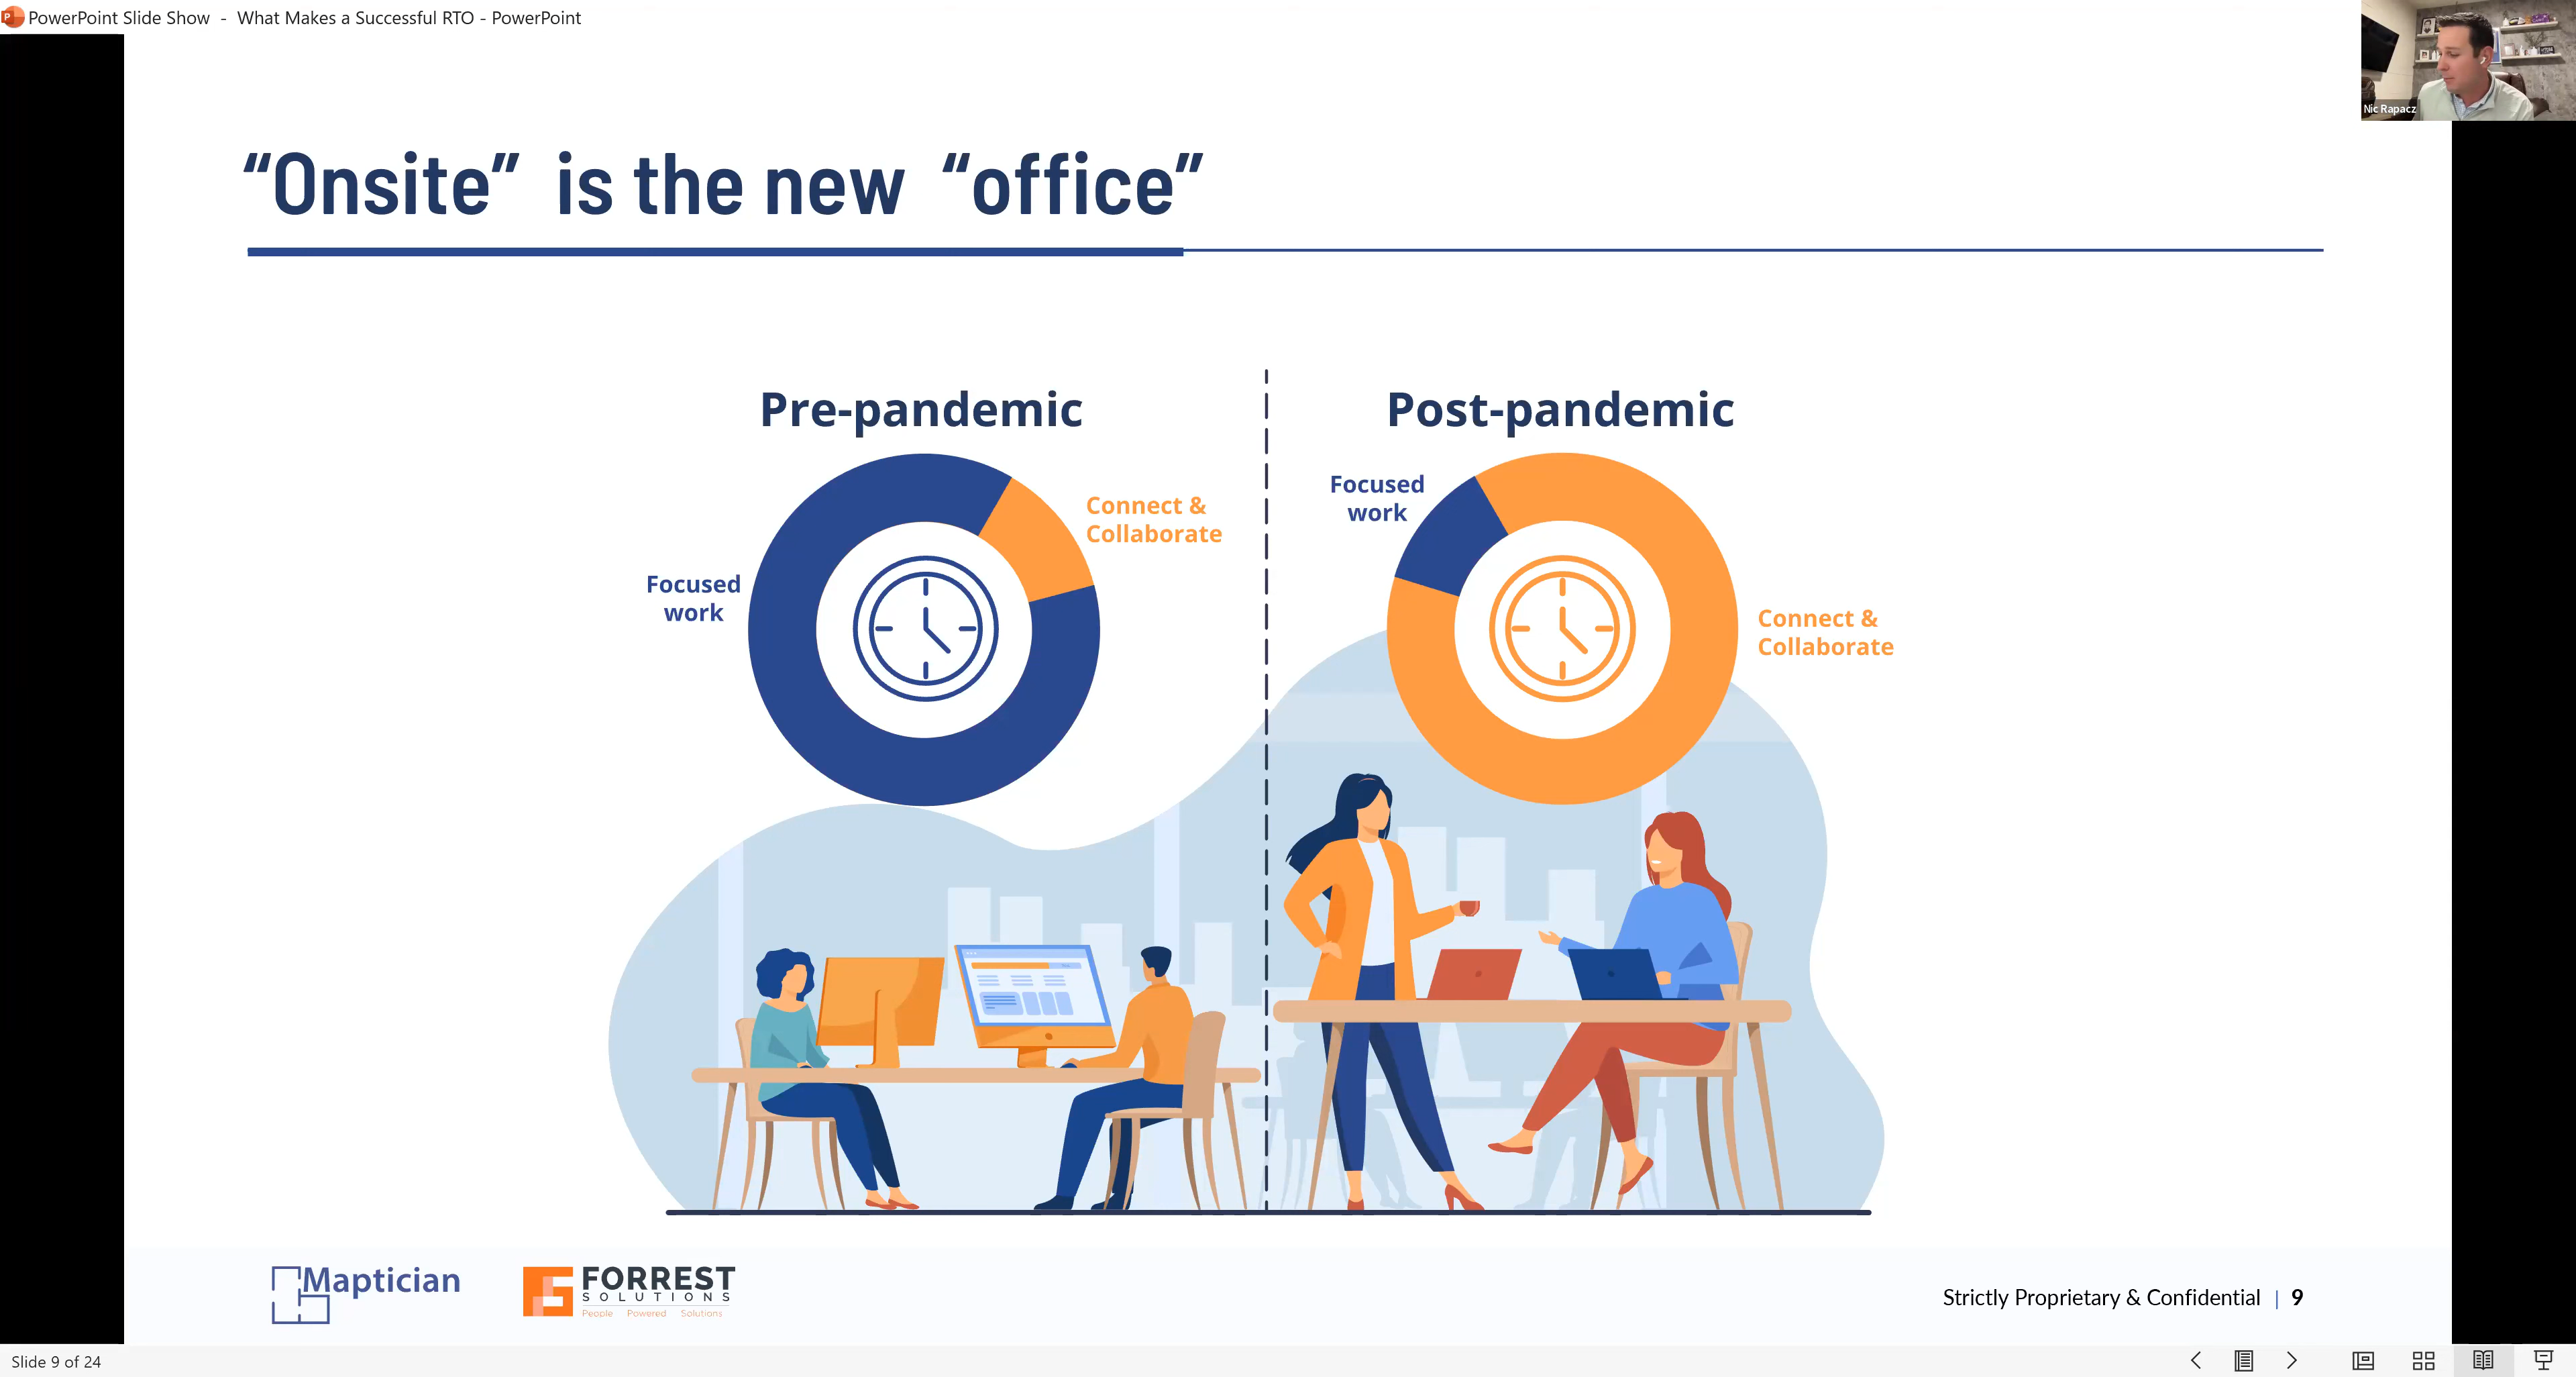 PowerPoint Slide Show - What Makes a Successful RTO - PowerPoint
Nic Rapacz
“Onsite” is the new “office”
Pre-pandemic
Post-pandemic
Focused
work
Connect &
Collaborate
Focused
work
Connect &
Collaborate
Maptician
FORREST
SOLUTIONS
People Powered Solutions
Strictly Proprietary & Confidential | 9
Slide 9 of 24